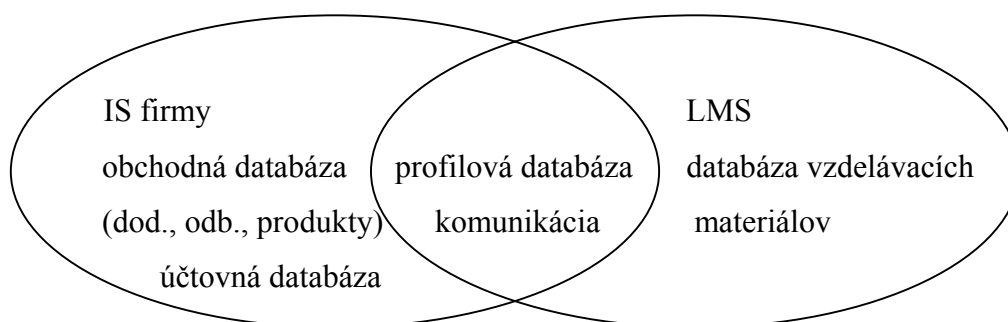 IS firmy
obchodná databáza
(dod., odb., produkty)
účtovná databáza
profilová databáza
komunikácia
LMS
databáza vzdelávacích
materiálov